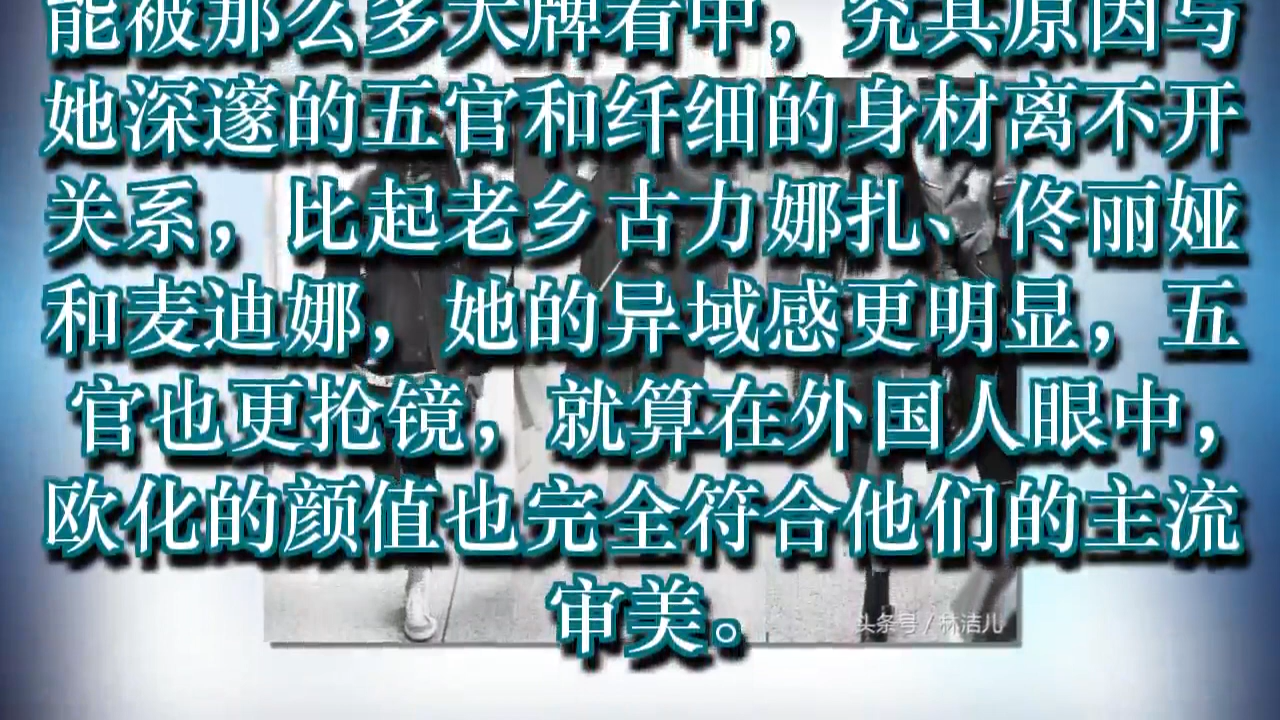 能被那么多大牌看中，究其原因与
她深邃的五官和纤细的身材离不开
关系，比起老乡古力娜扎、佟丽娅
和麦迪娜，她的异域感更明显，五
官也更抢镜，就算在外国人眼中，
欧化的颜值也完全符合他们的主流
审美。
头条号 / 林洁儿